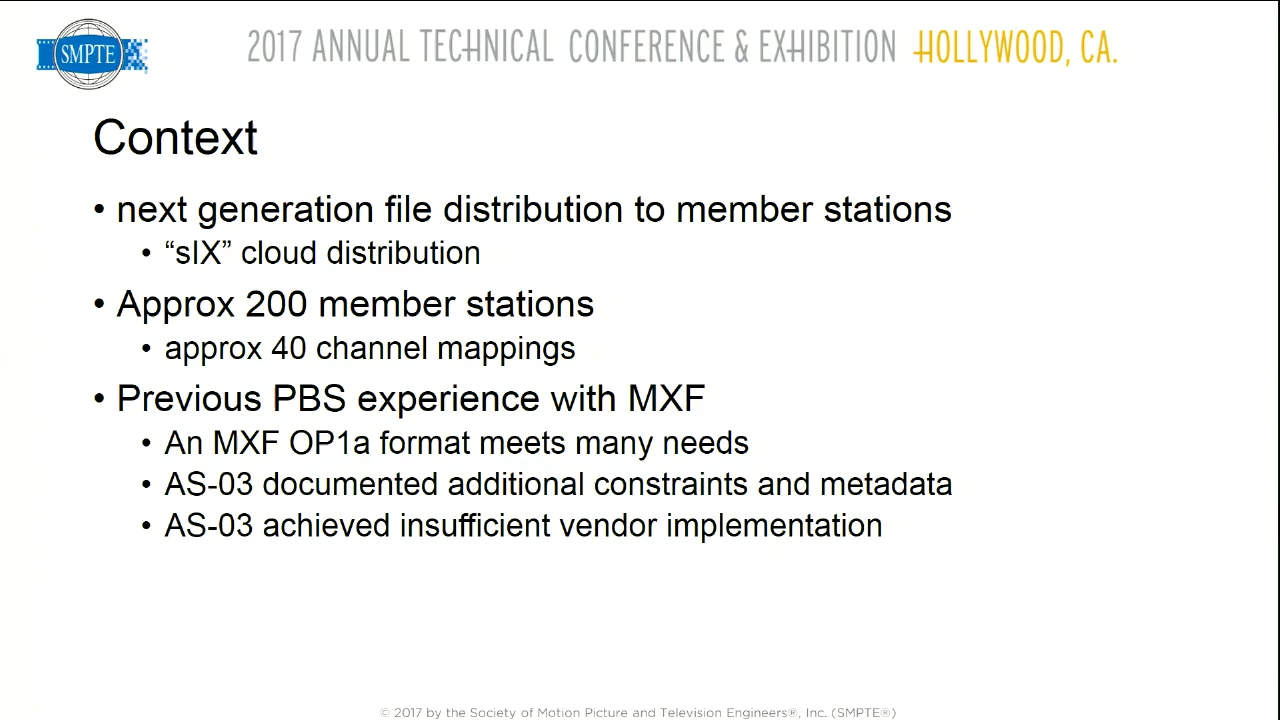 SMPTE
2017 ANNUAL TECHNICAL CONFERENCE & EXHIBITION HOLLYWOOD, CA.
Context
• next generation file distribution to member stations
• “sIX” cloud distribution
• Approx 200 member stations
• approx 40 channel mappings
• Previous PBS experience with MXF
• An MXF OP1a format meets many needs
• AS-03 documented additional constraints and metadata
• AS-03 achieved insufficient vendor implementation
© 2017 by the Society of Motion Picture and Television Engineers®, Inc. (SMPTE®)